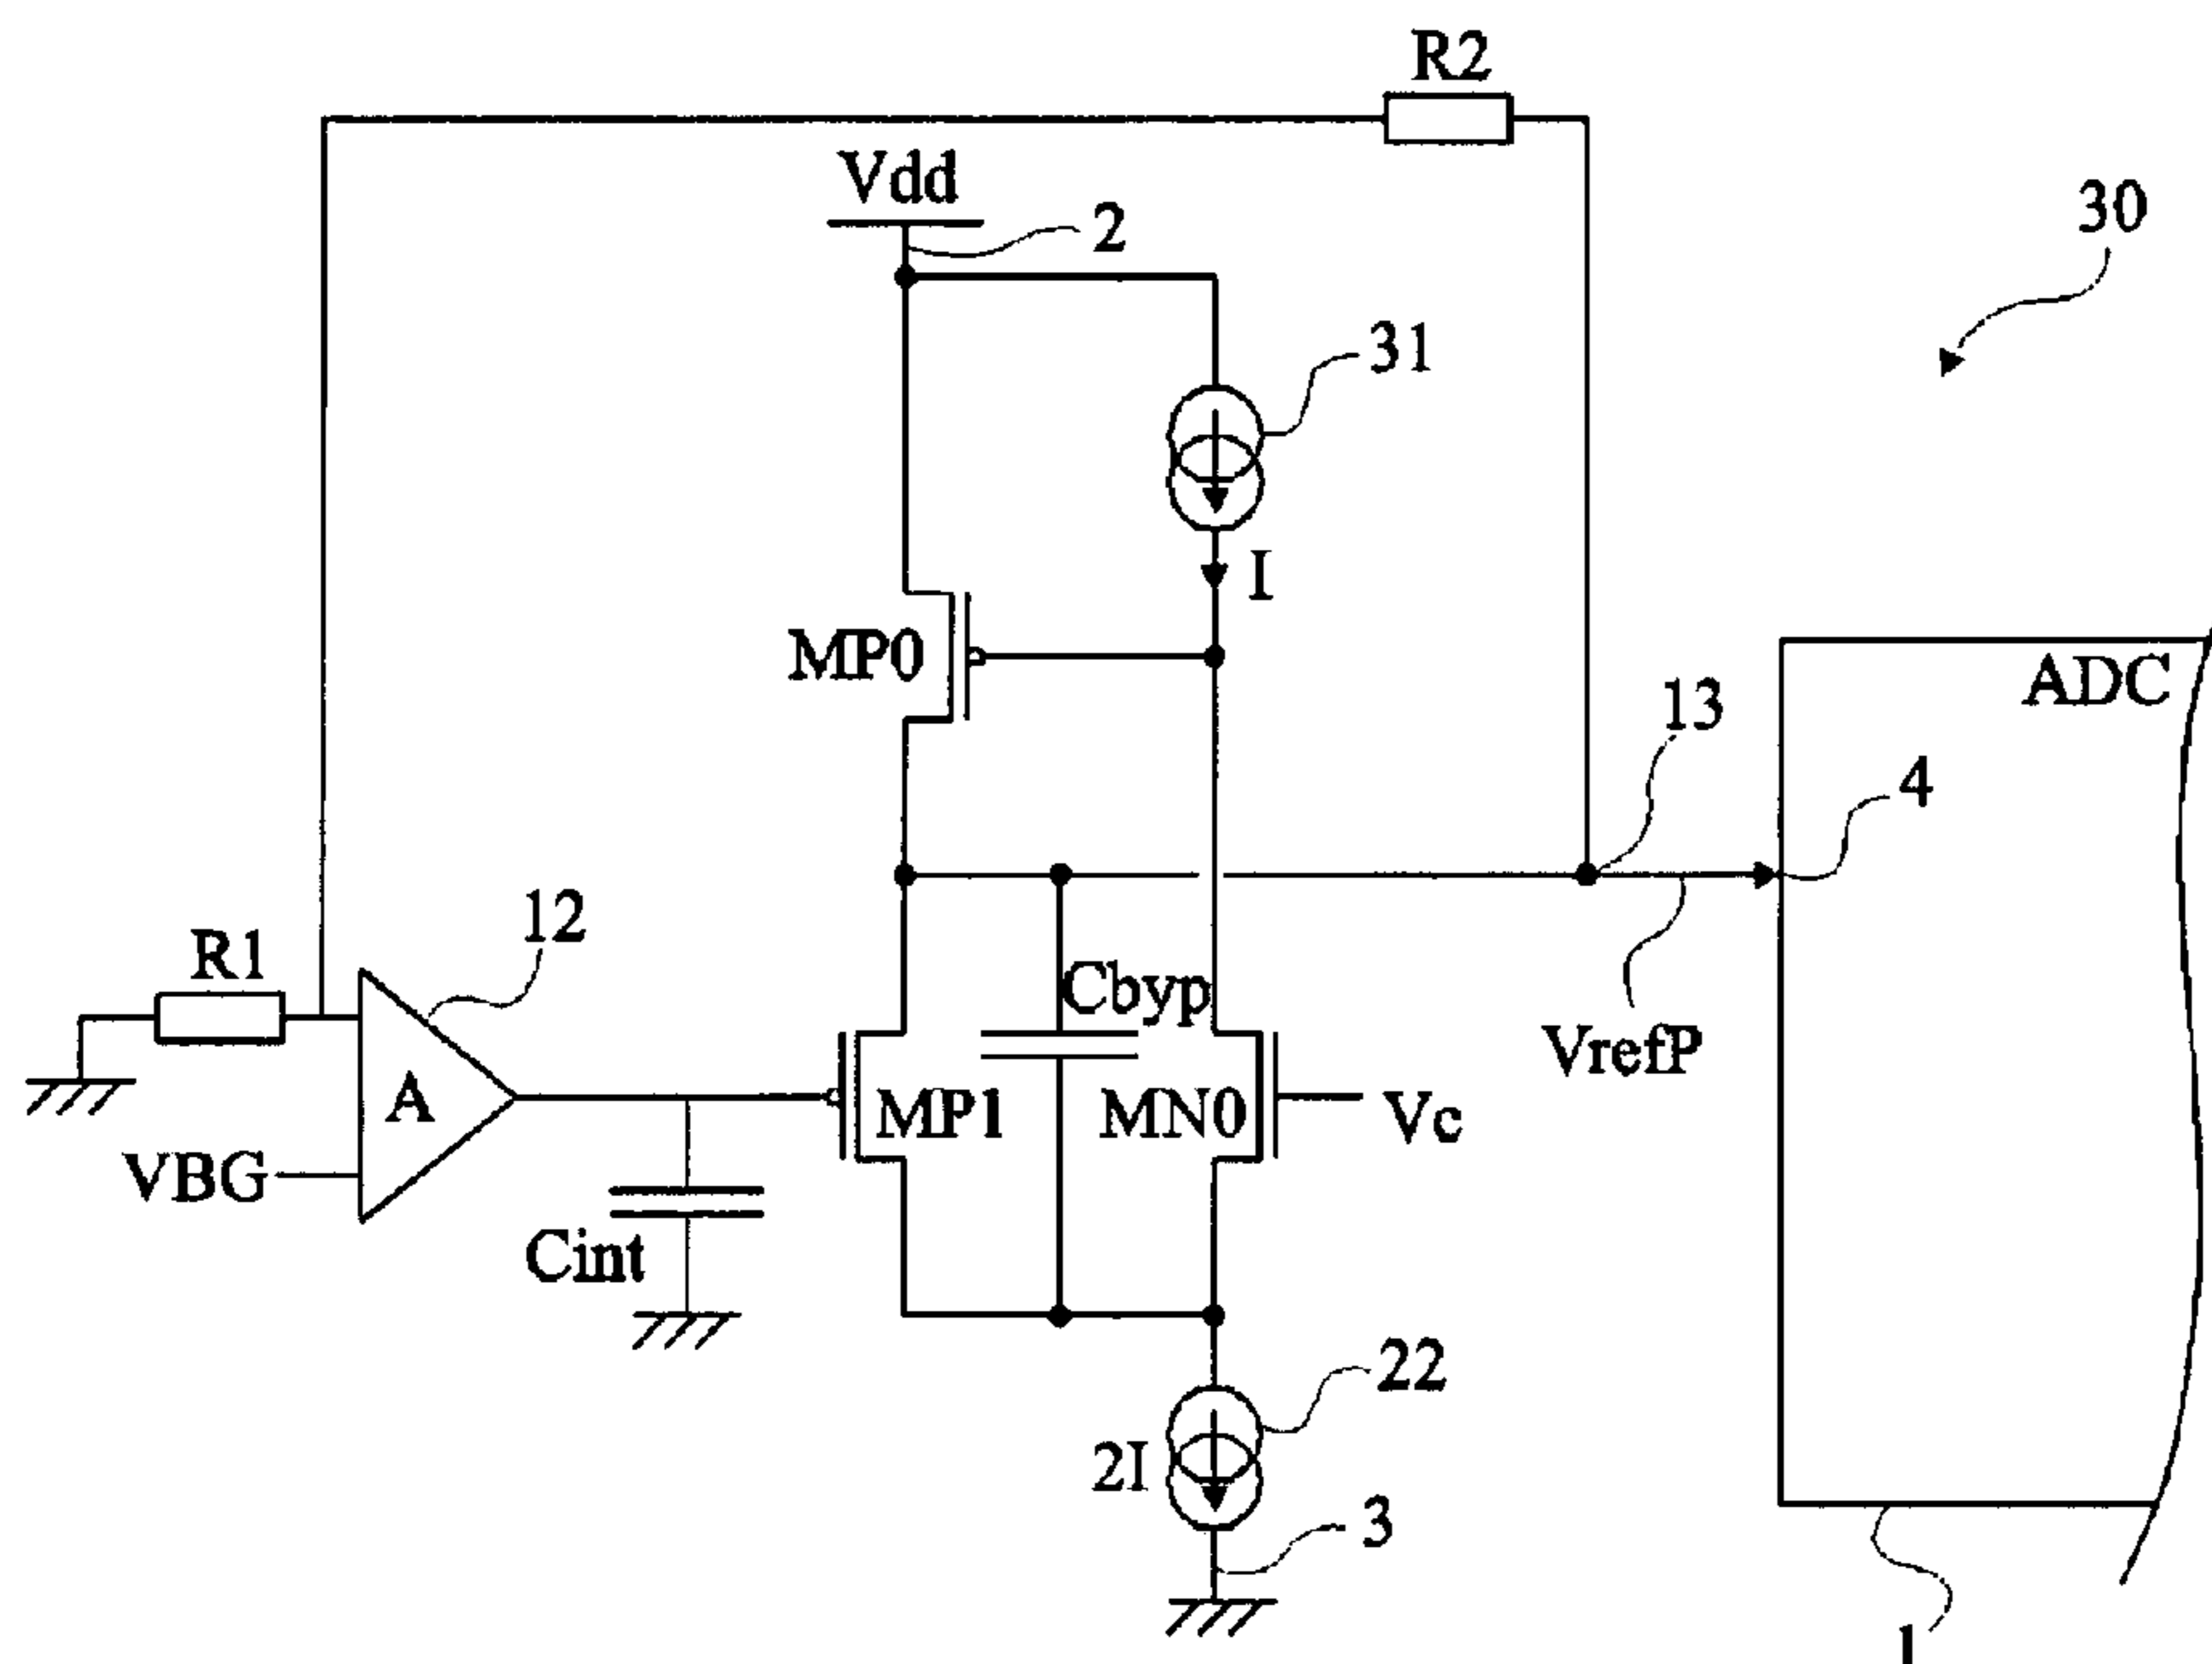 R2
Vdd
2
30
31
I
MP0
ADC
13
4
12
R1
Cbyp
VrefP
A
MP1
MN0
Vc
VBG
Cint
22
2I
3
1